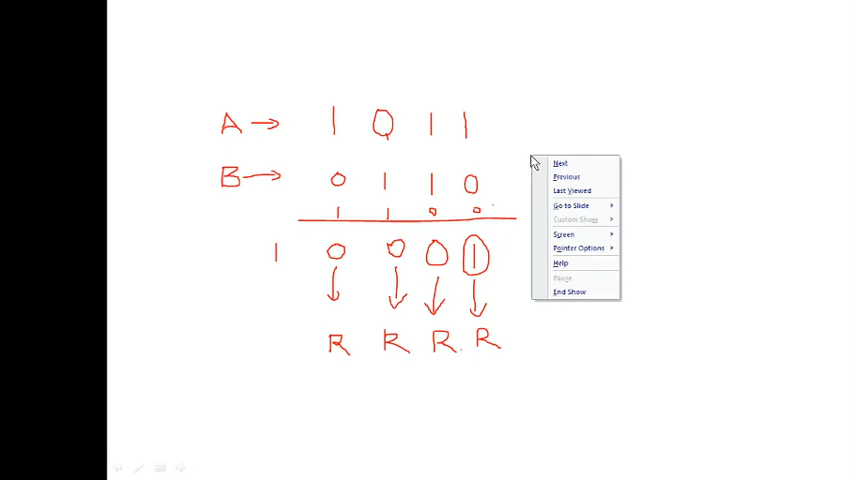 A → 1 0 1 1
B → 0 1 1 0
1 1 0 0
1 0 0 0 1
R R R R
Next
Previous
Last Viewed
Go to Slide
Custom Show
Screen
Pointer Options
Help
Pause
End Show